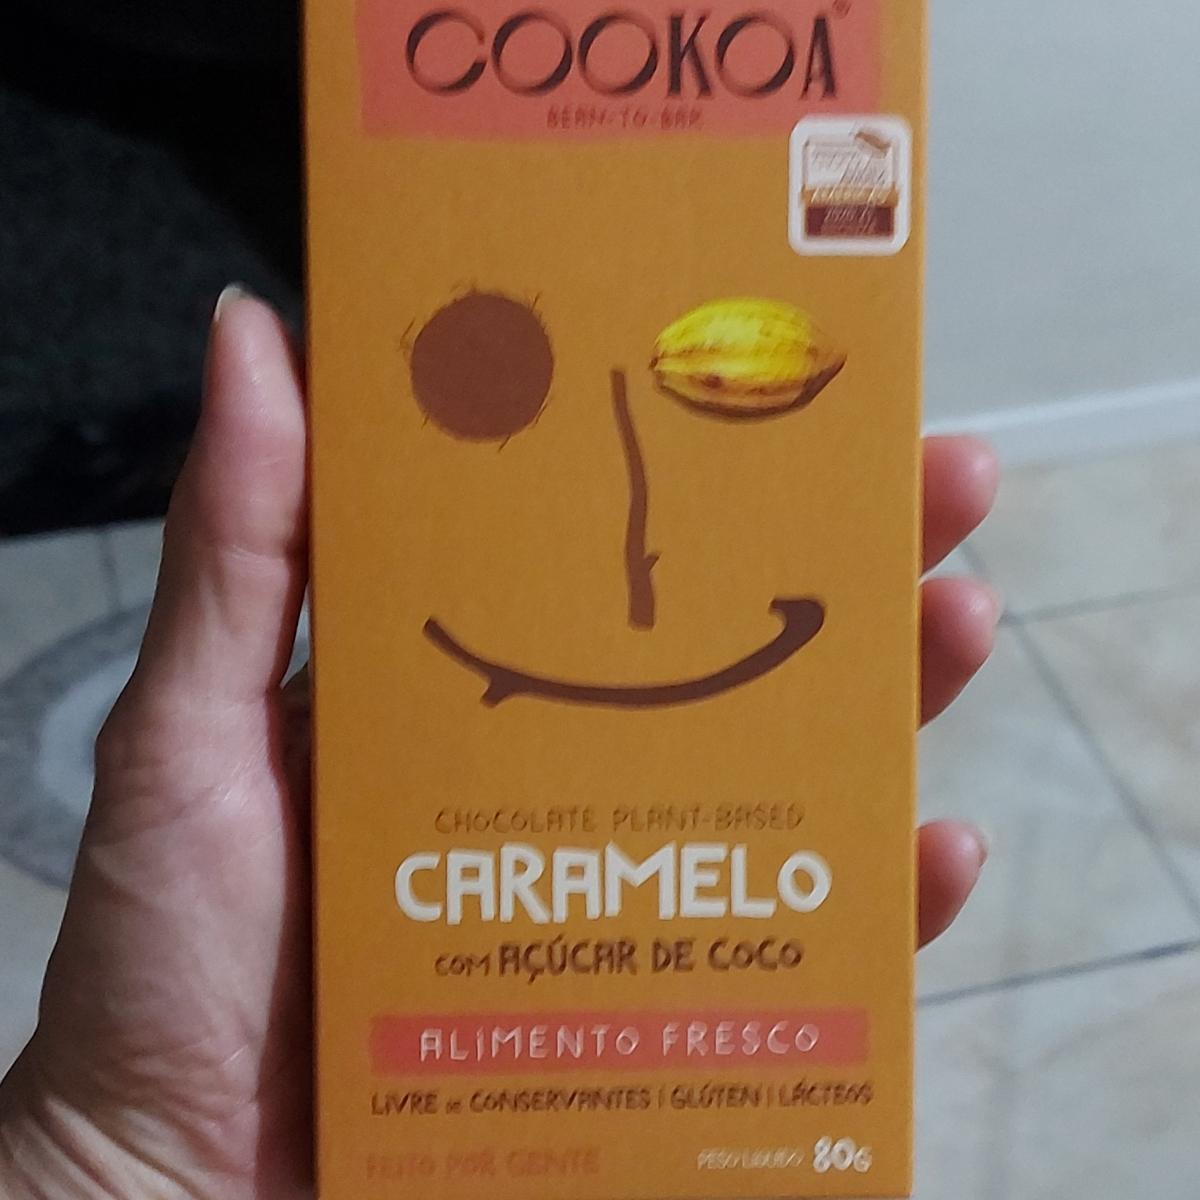 COOKOA®
BEAN-TO-BAR
CHOCOLATE PLANT-BASED
CARAMELO
COM AÇÚCAR DE COCO
ALIMENTO FRESCO
LIVRE DE CONSERVANTES | GLÚTEN | LÁCTEOS
FEITO POR GENTE
PESO LÍQUIDO 80G